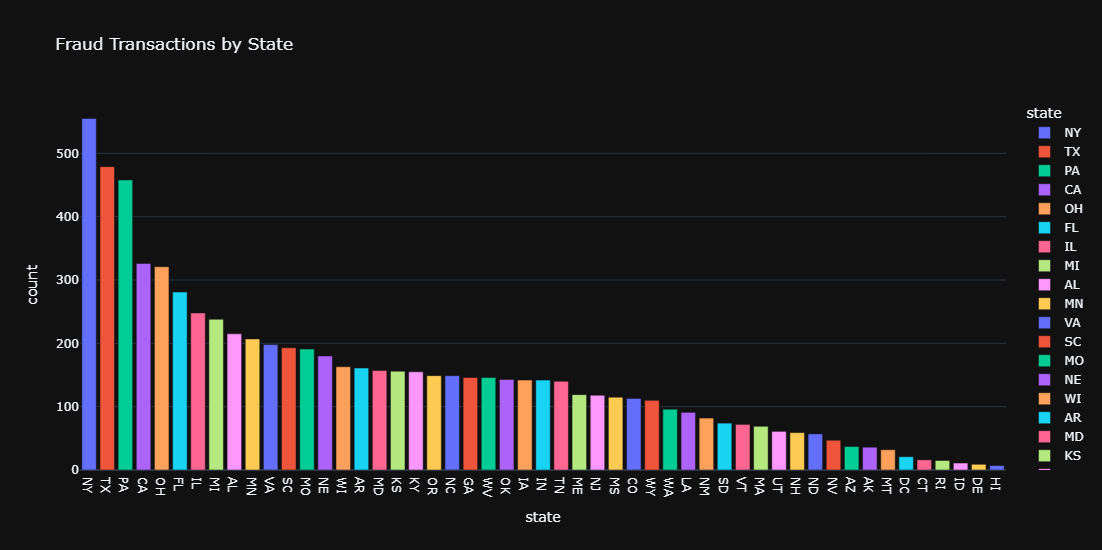 Fraud Transactions by State
state
NY
TX
PA
CA
OH
FL
IL
MI
AL
MN
VA
SC
MO
NE
WI
AR
MD
KS
count
500
400
300
200
100
0
NY TX PA CA OH FL IL MI AL MN VA SC MO NE WI AR MD KS KY OR NC GA WV OK IA IN TN ME NJ MS CO WY WA LA NM SD VT MA UT NH ND NV AZ AK MT DC CT RI ID DE HI
state